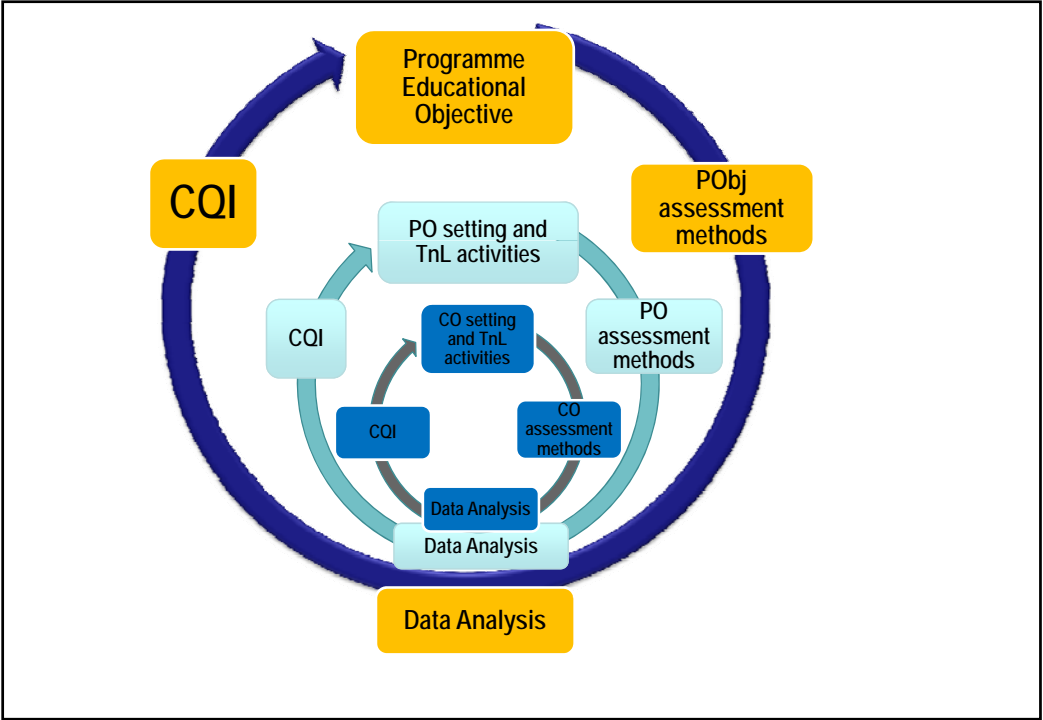 Programme
Educational
Objective
CQI
PObj
assessment
methods
PO setting and
TnL activities
CQI
PO
assessment
methods
CO setting
and TnL
activities
CQI
CO
assessment
methods
Data Analysis
Data Analysis
Data Analysis